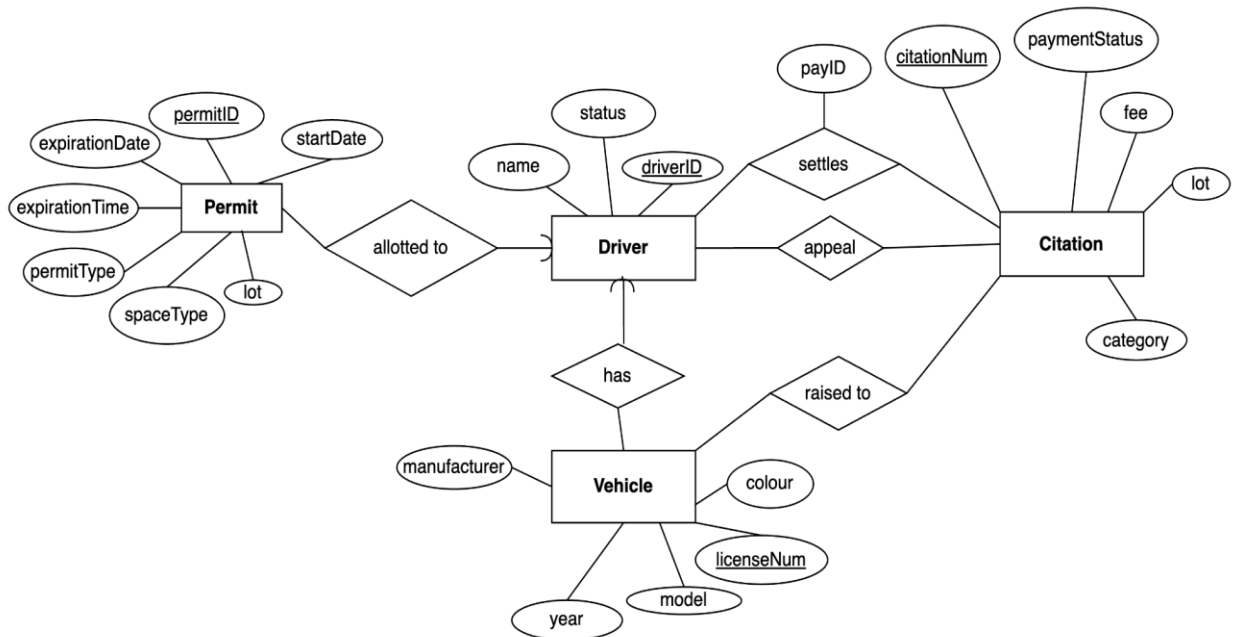 paymentStatus
citationNum
payID
permitID
status
fee
expirationDate
startDate
name
driverID
settles
lot
expirationTime
Permit
allotted to
Driver
appeal
Citation
permitType
lot
spaceType
category
has
raised to
manufacturer
Vehicle
colour
licenseNum
model
year